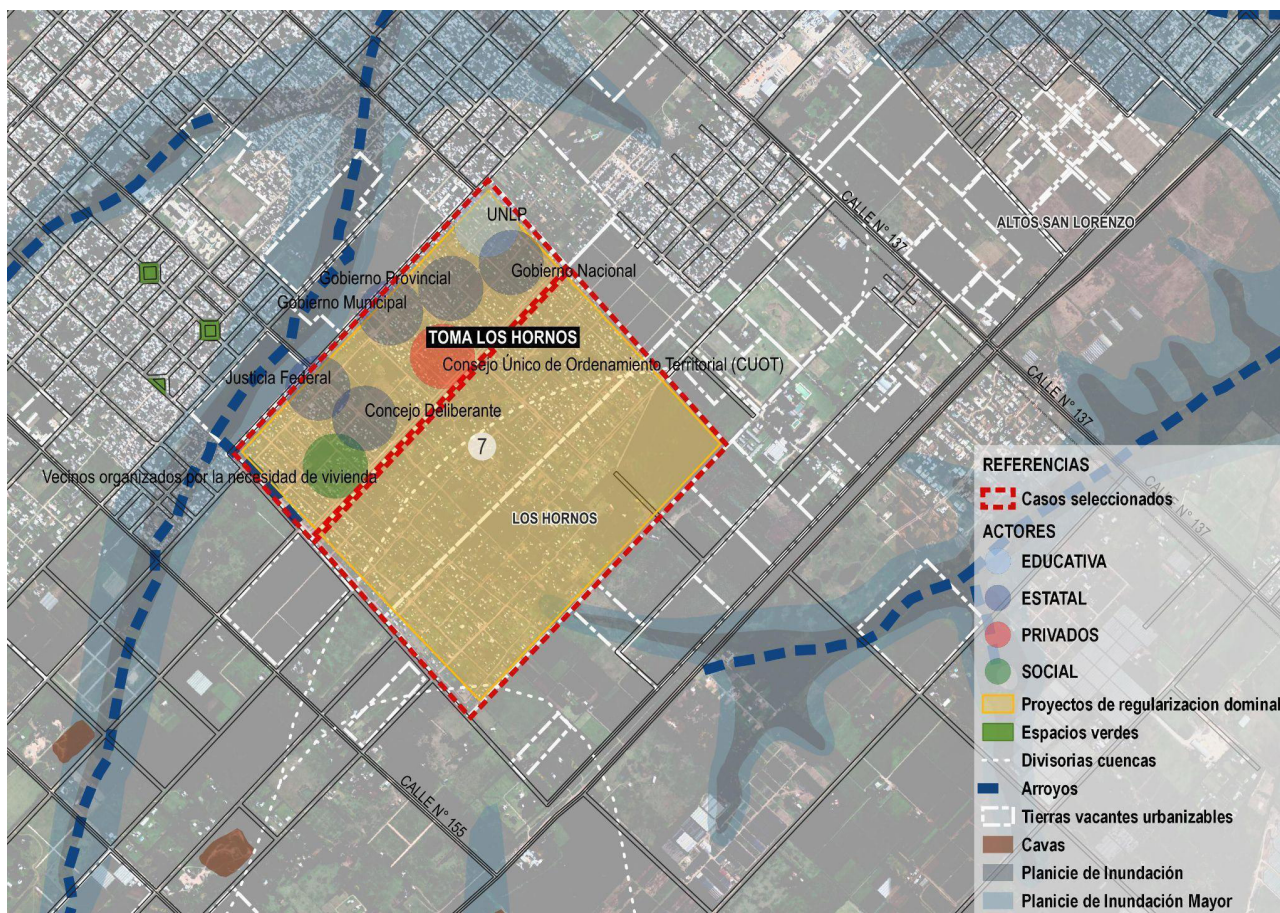 UNLP
CALLE N° 137
ALTOS SAN LORENZO
Gobierno Provincial
Gobierno Nacional
Gobierno Municipal
TOMA LOS HORNOS
Consejo Único de Ordenamiento Territorial (CUOT)
Justicia Federal
Concejo Deliberante
CALLE N° 137
7
Vecinos organizados por la necesidad de vivienda
LOS HORNOS
CALLE N° 137
CALLE N° 155
REFERENCIAS
Casos seleccionados
ACTORES
EDUCATIVA
ESTATAL
PRIVADOS
SOCIAL
Proyectos de regularizacion dominal
Espacios verdes
Divisorias cuencas
Arroyos
Tierras vacantes urbanizables
Cavas
Planicie de Inundación
Planicie de Inundación Mayor